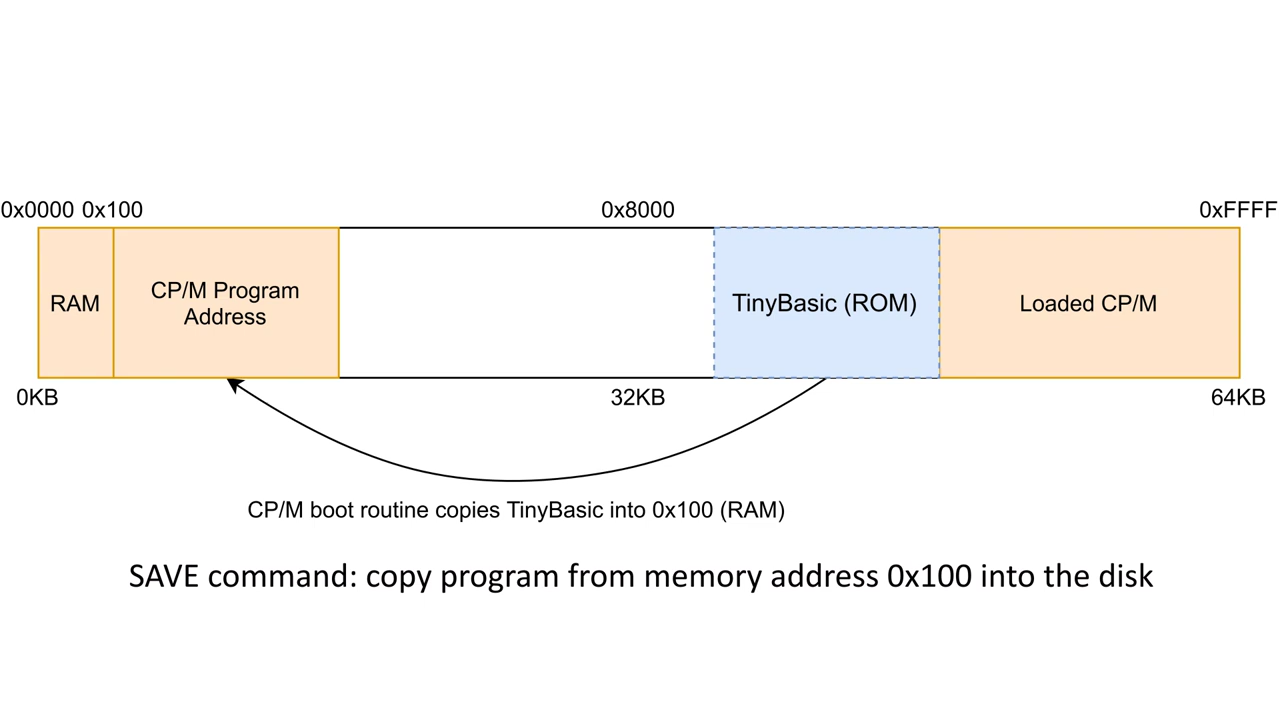 0x0000 0x100 0x8000 0xFFFF
RAM
CP/M Program
Address
TinyBasic (ROM)
Loaded CP/M
0KB 32KB 64KB
CP/M boot routine copies TinyBasic into 0x100 (RAM)
SAVE command: copy program from memory address 0x100 into the disk